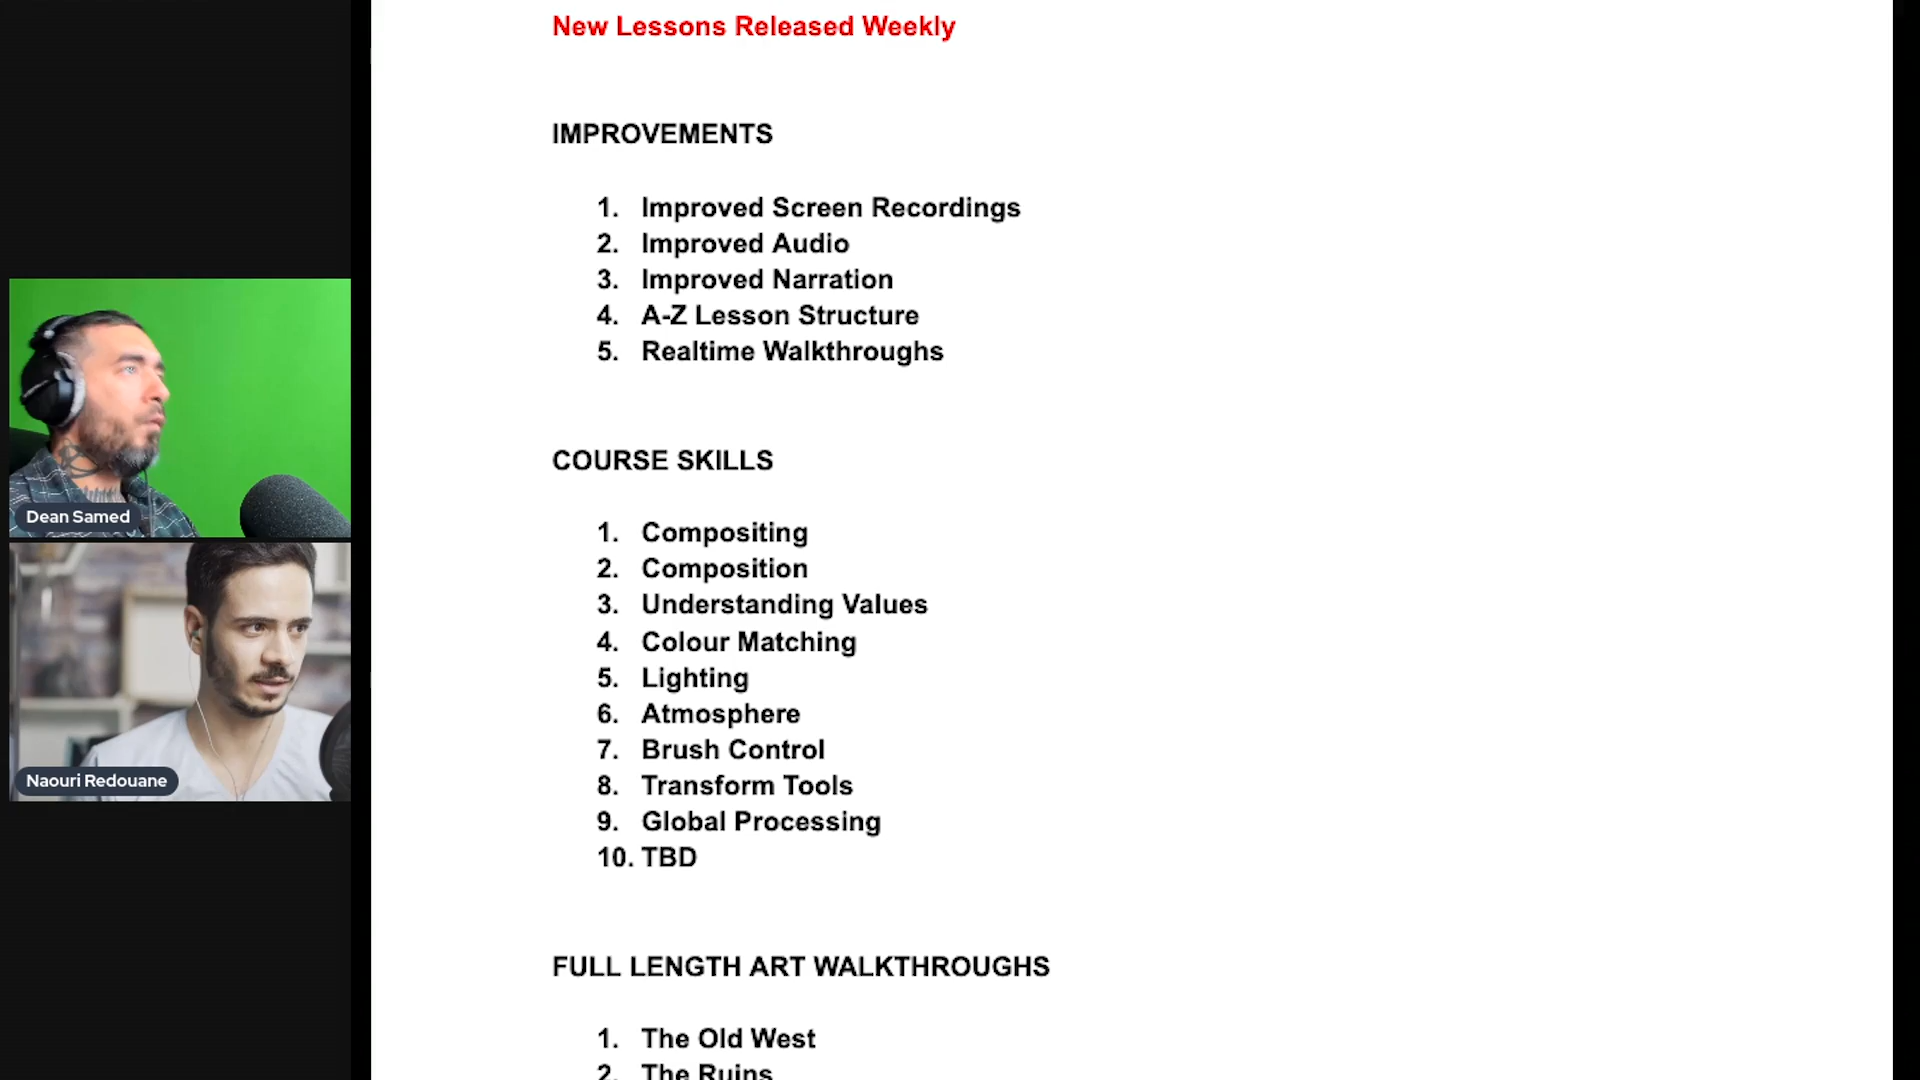 New Lessons Released Weekly
IMPROVEMENTS
1. Improved Screen Recordings
2. Improved Audio
3. Improved Narration
4. A-Z Lesson Structure
5. Realtime Walkthroughs
COURSE SKILLS
1. Compositing
2. Composition
3. Understanding Values
4. Colour Matching
5. Lighting
6. Atmosphere
7. Brush Control
8. Transform Tools
9. Global Processing
10. TBD
FULL LENGTH ART WALKTHROUGHS
1. The Old West
2. The Ruins
Dean Samed
Naouri Redouane